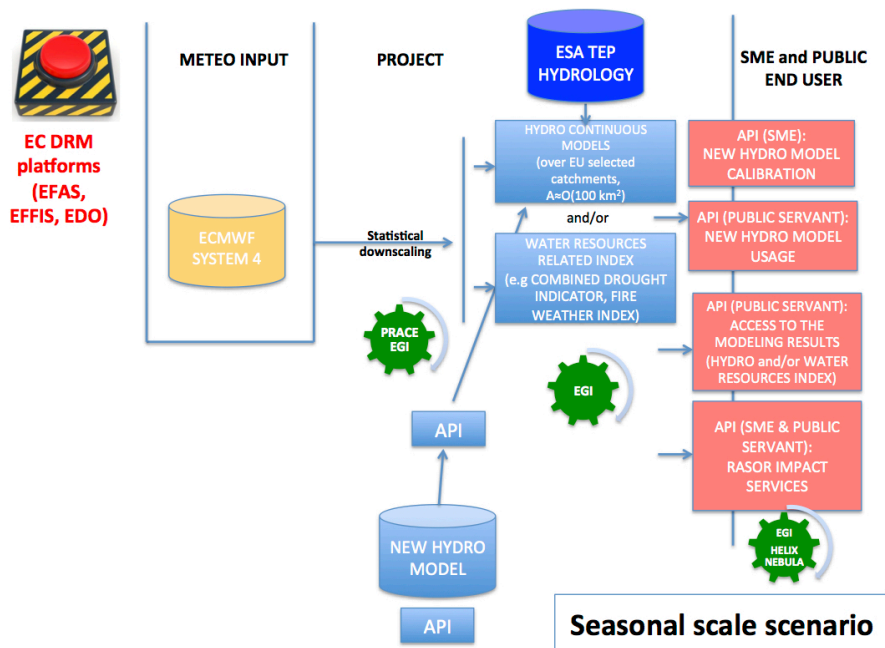 EC DRM
platforms
(EFAS,
EFFIS, EDO)
METEO INPUT
ECMWF
SYSTEM 4
PROJECT
Statistical
downscaling
PRACE
EGI
ESA TEP
HYDROLOGY
HYDRO CONTINUOUS
MODELS
(over EU selected
catchments,
A≈O(100 km²)
and/or
WATER RESOURCES
RELATED INDEX
(e.g COMBINED DROUGHT
INDICATOR, FIRE
WEATHER INDEX)
EGI
API
NEW HYDRO
MODEL
API
SME and PUBLIC
END USER
API (SME):
NEW HYDRO MODEL
CALIBRATION
API (PUBLIC SERVANT):
NEW HYDRO MODEL
USAGE
API (PUBLIC SERVANT):
ACCESS TO THE
MODELING RESULTS
(HYDRO and/or WATER
RESOURCES INDEX)
API (SME & PUBLIC
SERVANT):
RASOR IMPACT
SERVICES
EGI
HELIX
NEBULA
Seasonal scale scenario